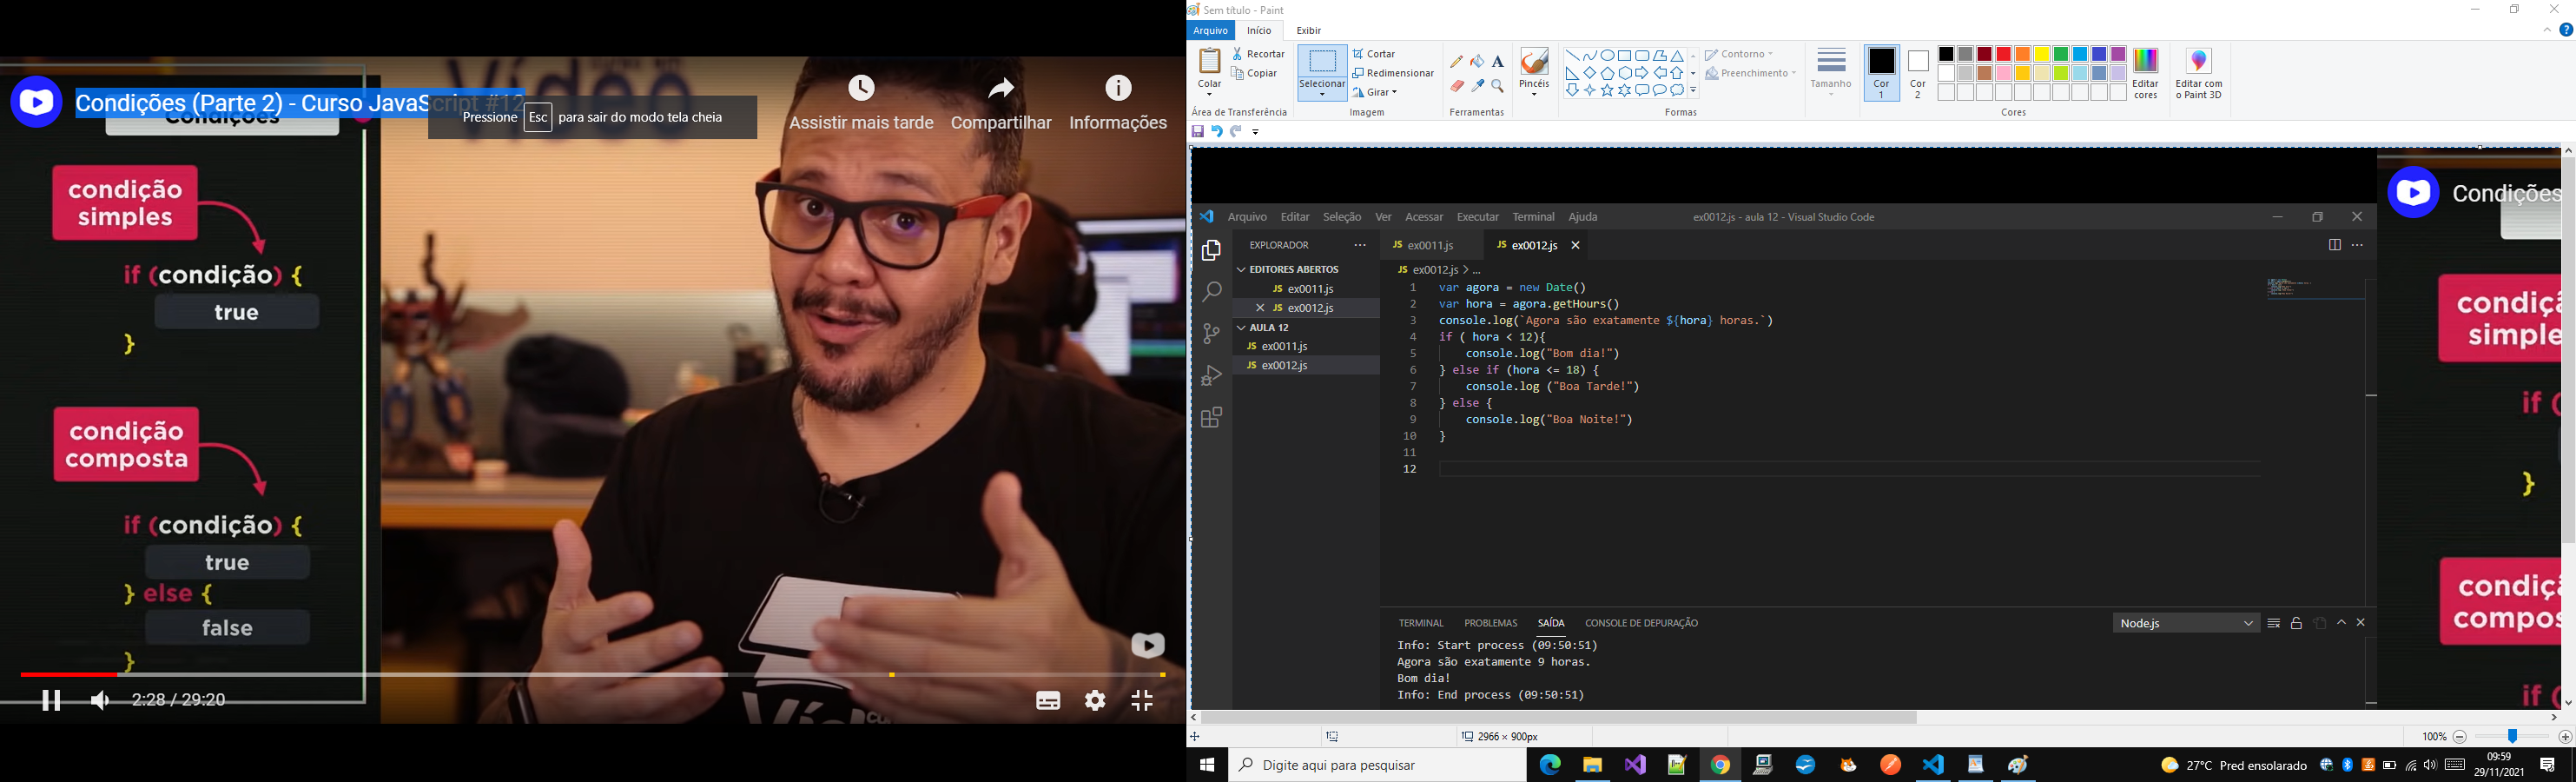 Condições (Parte 2) - Curso JavaScript #12
Condições
Pressione Esc para sair do modo tela cheia
Assistir mais tarde
Compartilhar
Informações
condição
simples
if (condição) {
true
}
condição
composta
if (condição) {
true
} else {
false
}
2:28 / 29:20
Sem título - Paint
Arquivo Início Exibir
Colar
Recortar
Copiar
Área de Transferência
Selecionar
Cortar
Redimensionar
Girar
Imagem
Ferramentas
Pincéis
Formas
Contorno
Preenchimento
Tamanho
Cor
1
Cor
2
Editar
cores
Cores
Editar com
o Paint 3D
Arquivo Editar Seleção Ver Acessar Executar Terminal Ajuda
ex0012.js - aula 12 - Visual Studio Code
EXPLORADOR
EDITORES ABERTOS
JS ex0011.js
JS ex0012.js
AULA 12
JS ex0011.js
JS ex0012.js
JS ex0011.js
JS ex0012.js
JS ex0012.js > ...
1 var agora = new Date()
2 var hora = agora.getHours()
3 console.log(`Agora são exatamente ${hora} horas.`)
4 if ( hora < 12){
5 console.log("Bom dia!")
6 } else if (hora <= 18) {
7 console.log ("Boa Tarde!")
8 } else {
9 console.log("Boa Noite!")
10 }
11
12
TERMINAL PROBLEMAS SAÍDA CONSOLE DE DEPURAÇÃO
Node.js
Info: Start process (09:50:51)
Agora são exatamente 9 horas.
Bom dia!
Info: End process (09:50:51)
Condições
condiçã
simple
if (
}
condiçã
compos
if (
2966 × 900px
100%
Digite aqui para pesquisar
27°C Pred ensolarado
09:59
29/11/2021